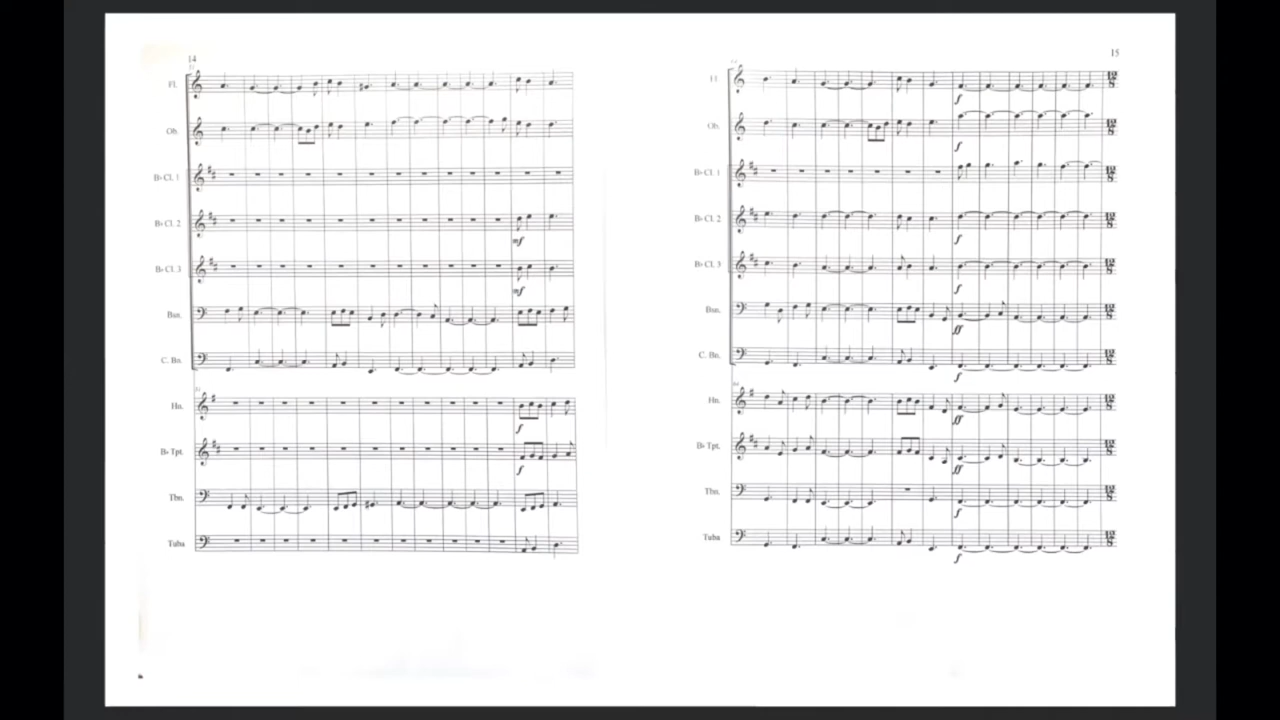 14
Fl.
Ob.
B♭ Cl. 1
B♭ Cl. 2
mf
B♭ Cl. 3
mf
Bsn.
C. Bn.
Hn.
f
B♭ Tpt.
f
Tbn.
Tuba
15
Fl
f
Ob.
f
B♭ Cl. 1
B♭ Cl. 2
f
B♭ Cl. 3
f
Bsn.
ff
C. Bn.
f
Hn.
ff
B♭ Tpt.
ff
Tbn.
f
Tuba
f